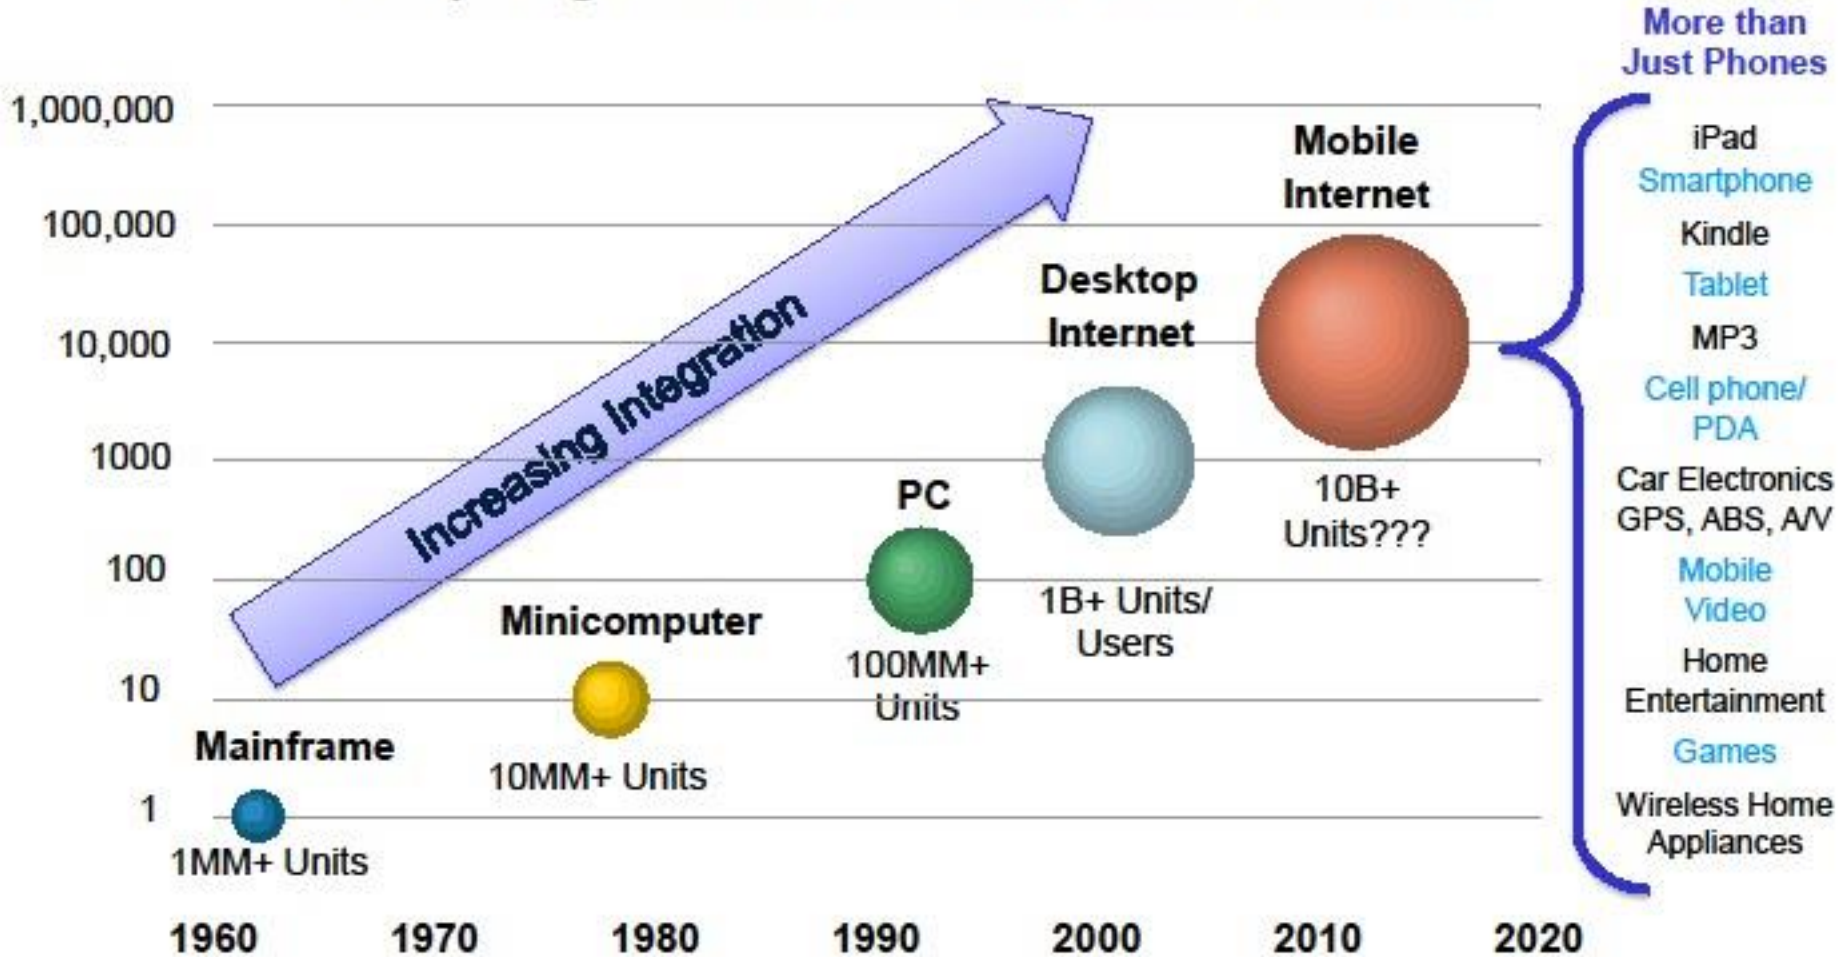 More than
Just Phones
1,000,000
100,000
10,000
1000
100
10
1
Increasing Integration
Mainframe
1MM+ Units
Minicomputer
10MM+ Units
PC
100MM+
Units
Desktop
Internet
1B+ Units/
Users
Mobile
Internet
10B+
Units???
iPad
Smartphone
Kindle
Tablet
MP3
Cell phone/
PDA
Car Electronics
GPS, ABS, A/V
Mobile
Video
Home
Entertainment
Games
Wireless Home
Appliances
1960 1970 1980 1990 2000 2010 2020